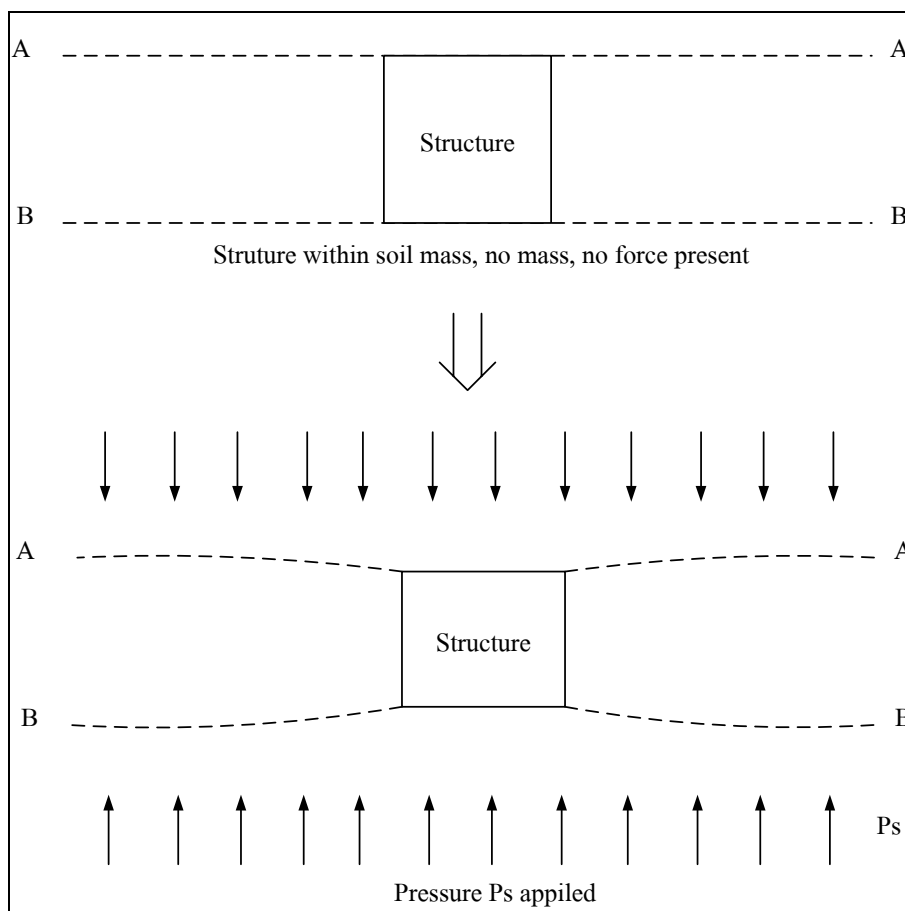 A A
Structure
B B
Struture within soil mass, no mass, no force present
A A
Structure
B B
Ps
Pressure Ps appiled